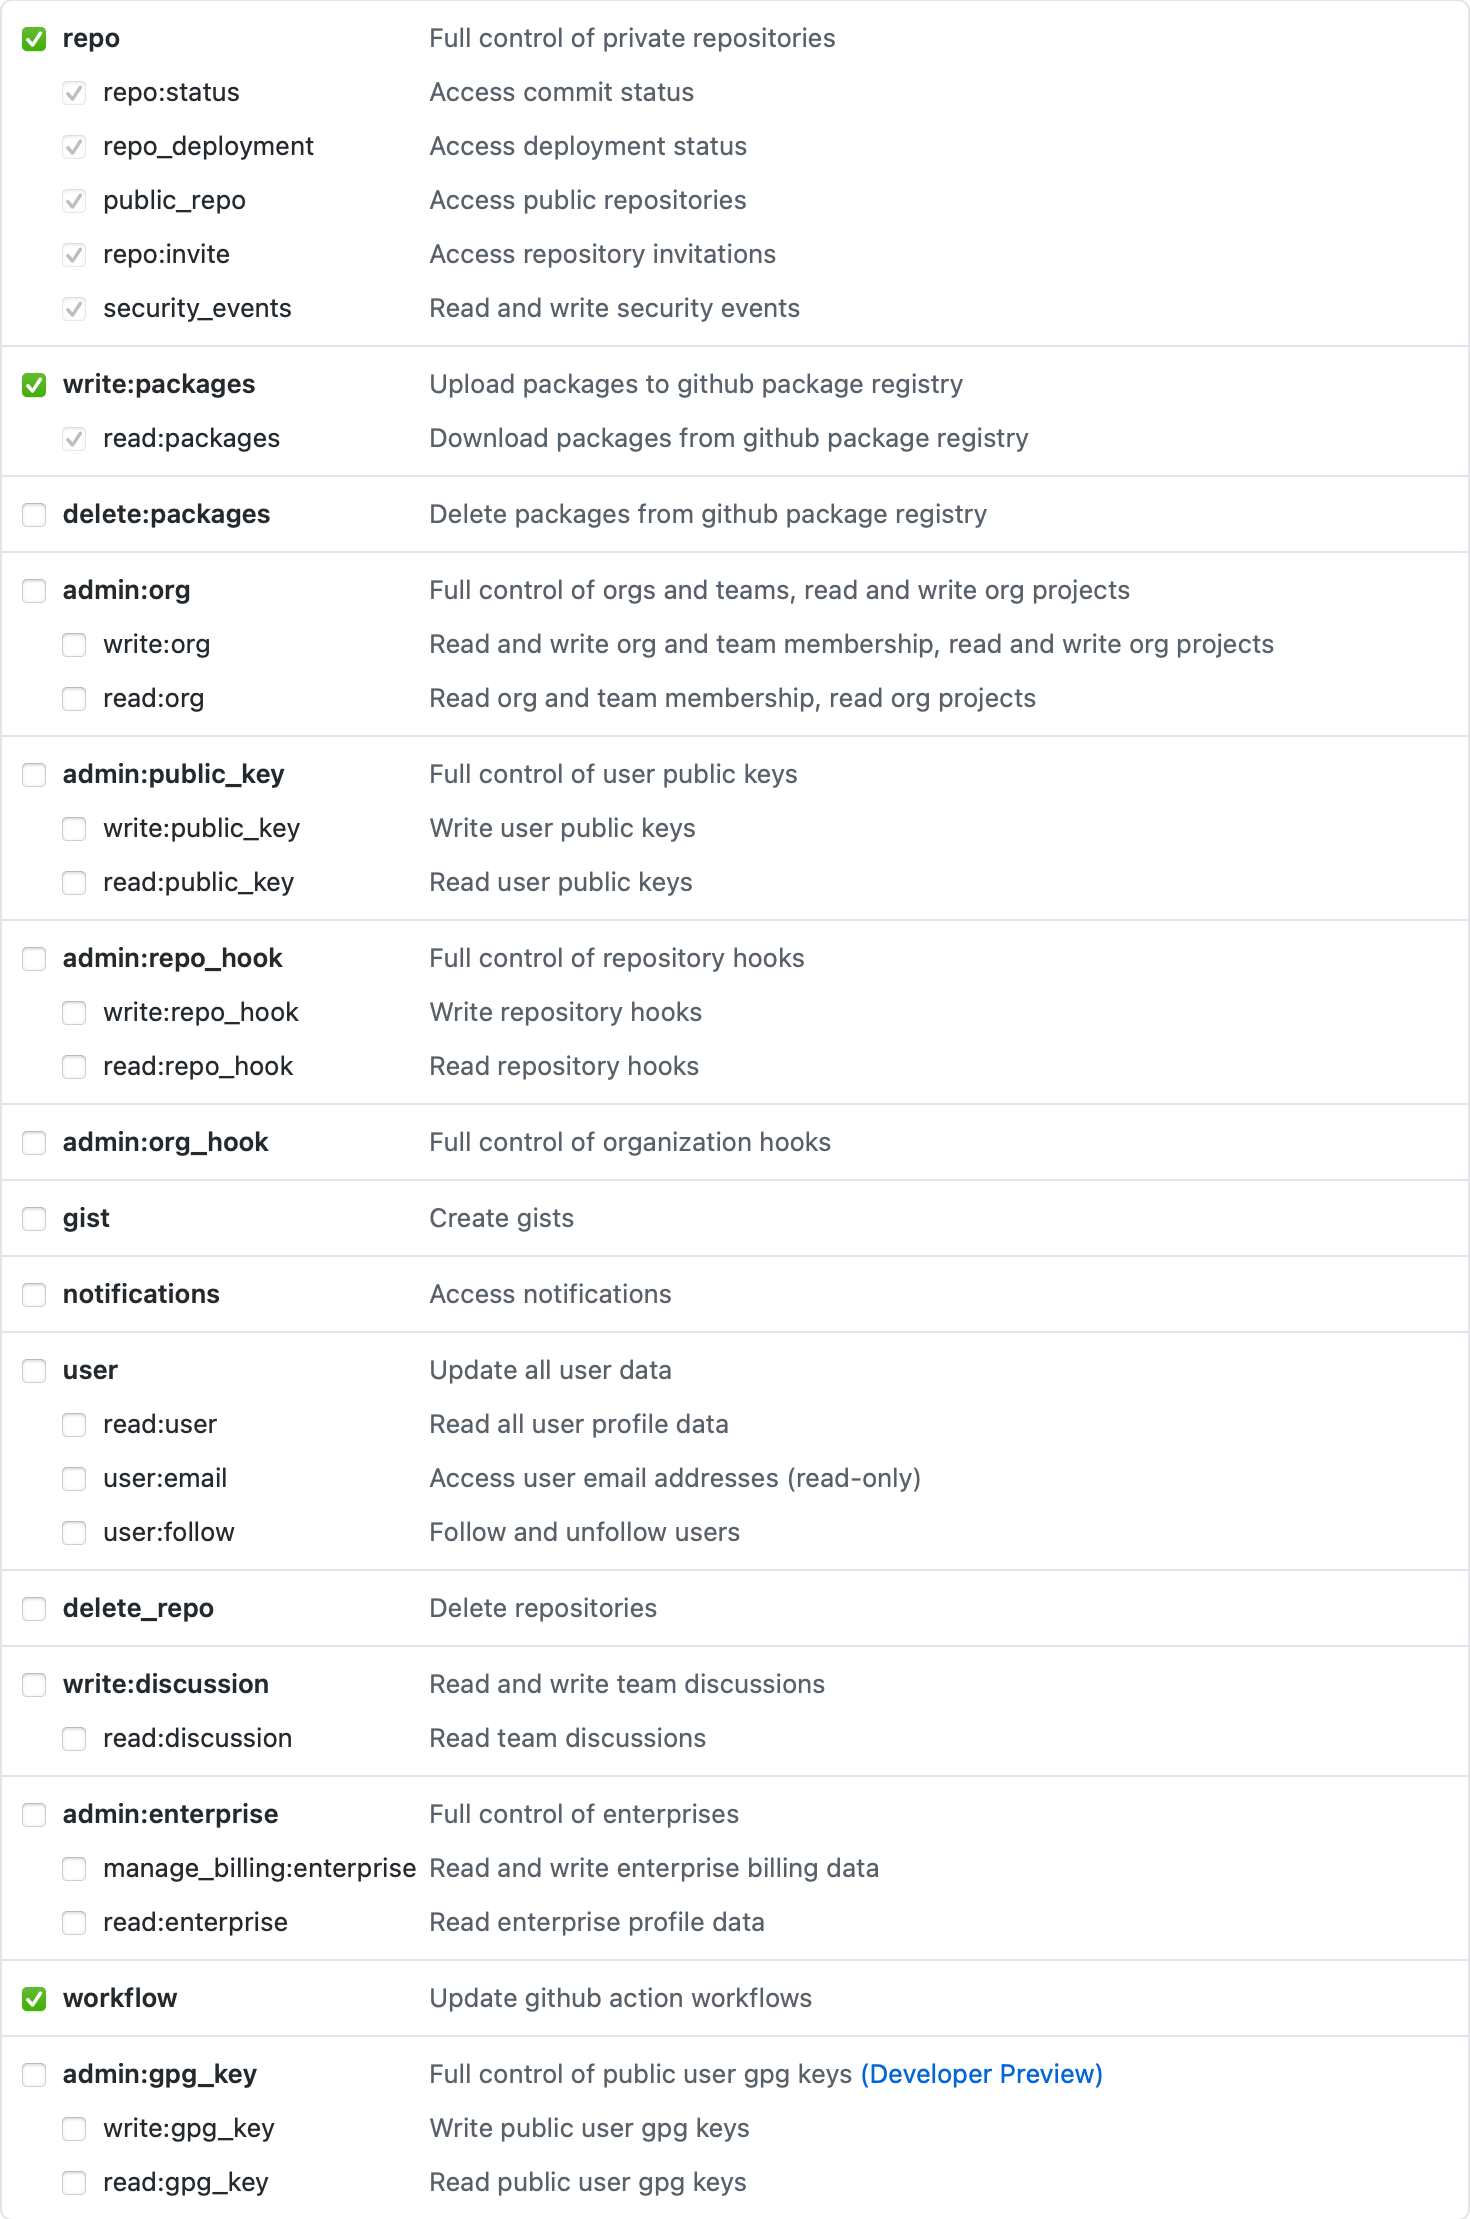 repo Full control of private repositories
repo:status Access commit status
repo_deployment Access deployment status
public_repo Access public repositories
repo:invite Access repository invitations
security_events Read and write security events
write:packages Upload packages to github package registry
read:packages Download packages from github package registry
delete:packages Delete packages from github package registry
admin:org Full control of orgs and teams, read and write org projects
write:org Read and write org and team membership, read and write org projects
read:org Read org and team membership, read org projects
admin:public_key Full control of user public keys
write:public_key Write user public keys
read:public_key Read user public keys
admin:repo_hook Full control of repository hooks
write:repo_hook Write repository hooks
read:repo_hook Read repository hooks
admin:org_hook Full control of organization hooks
gist Create gists
notifications Access notifications
user Update all user data
read:user Read all user profile data
user:email Access user email addresses (read-only)
user:follow Follow and unfollow users
delete_repo Delete repositories
write:discussion Read and write team discussions
read:discussion Read team discussions
admin:enterprise Full control of enterprises
manage_billing:enterprise Read and write enterprise billing data
read:enterprise Read enterprise profile data
workflow Update github action workflows
admin:gpg_key Full control of public user gpg keys (Developer Preview)
write:gpg_key Write public user gpg keys
read:gpg_key Read public user gpg keys